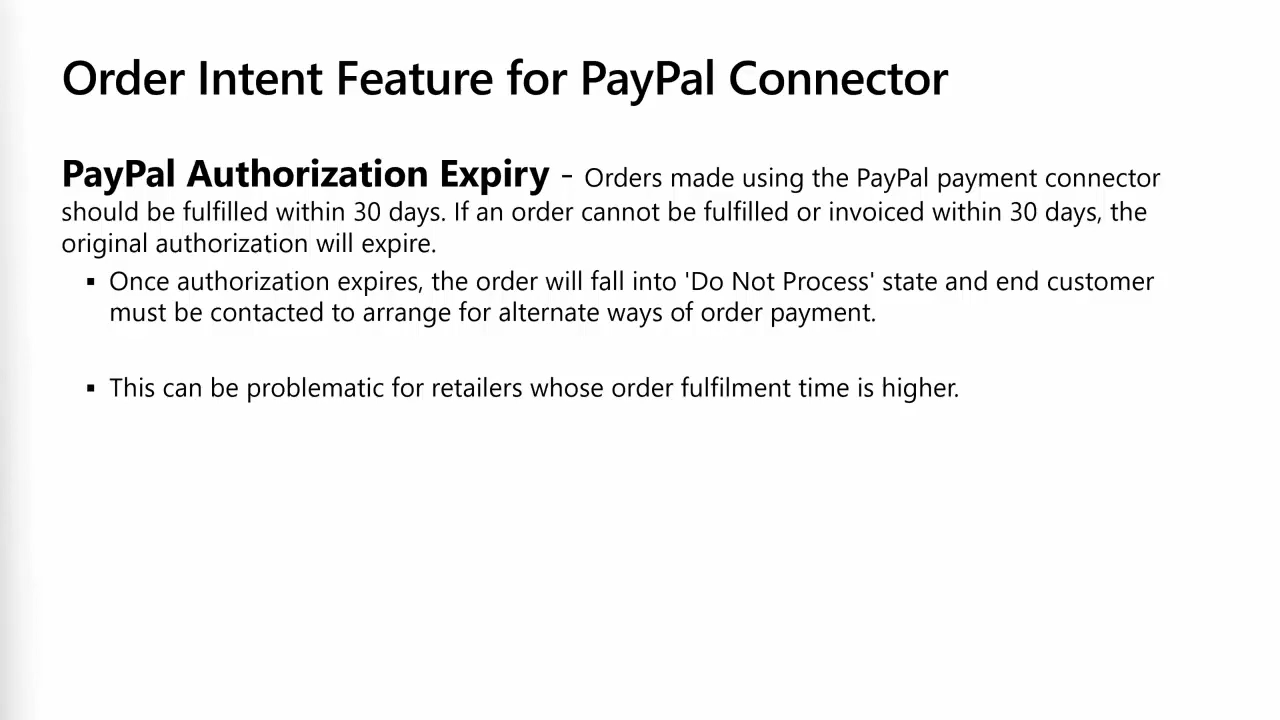 Order Intent Feature for PayPal Connector
PayPal Authorization Expiry - Orders made using the PayPal payment connector
should be fulfilled within 30 days. If an order cannot be fulfilled or invoiced within 30 days, the
original authorization will expire.
▪ Once authorization expires, the order will fall into 'Do Not Process' state and end customer
must be contacted to arrange for alternate ways of order payment.
▪ This can be problematic for retailers whose order fulfilment time is higher.